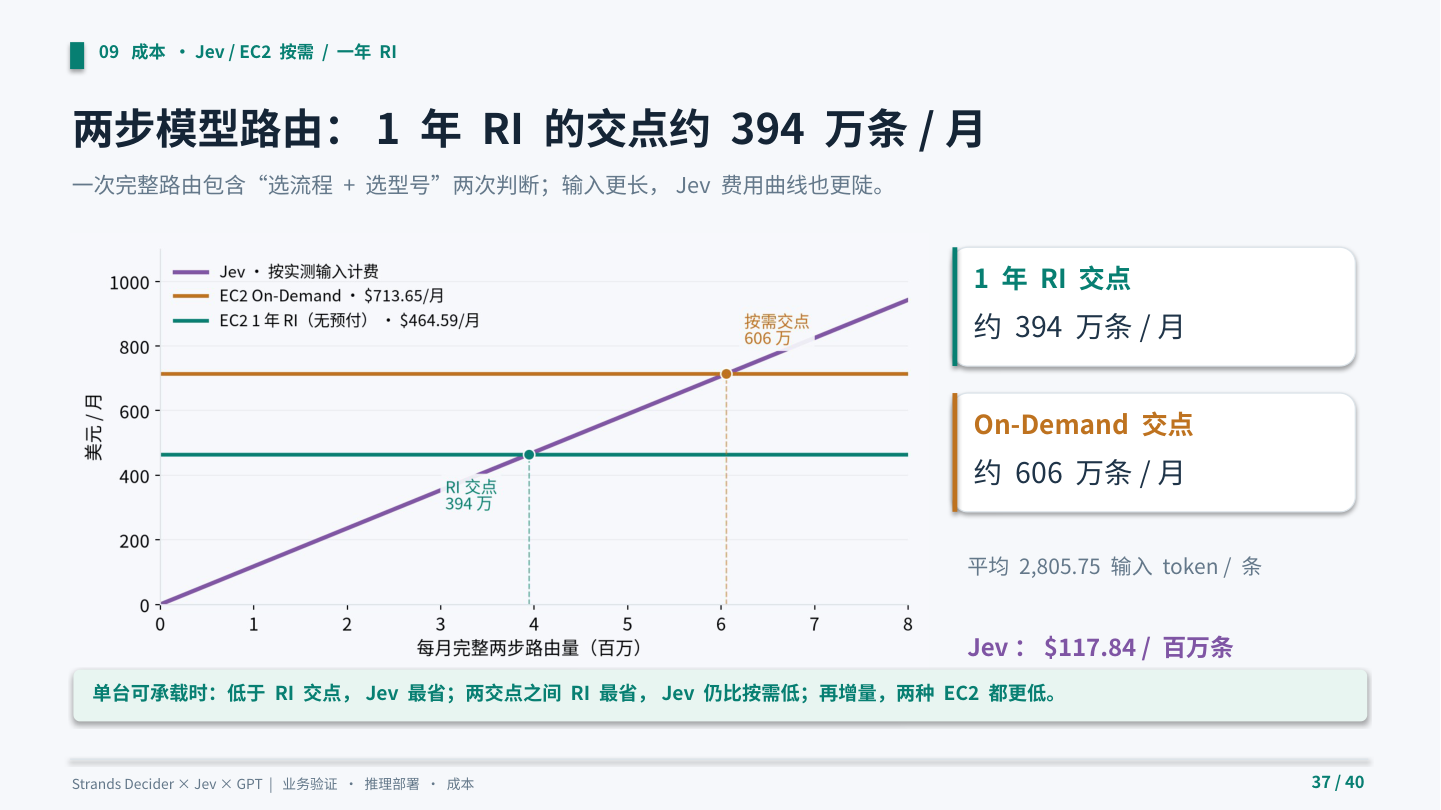 09 成本 · Jev / EC2 按需 / 一年 RI
两步模型路由： 1 年 RI 的交点约 394 万条 / 月
一次完整路由包含“选流程 + 选型号”两次判断；输入更长， Jev 费用曲线也更陡。
Jev · 按实测输入计费
EC2 On-Demand · $713.65/月
EC2 1 年 RI（无预付） · $464.59/月
1000
800
600
400
200
0
美元 / 月
按需交点
606 万
RI 交点
394 万
0 1 2 3 4 5 6 7 8
每月完整两步路由量（百万）
1 年 RI 交点
约 394 万条 / 月
On-Demand 交点
约 606 万条 / 月
平均 2,805.75 输入 token / 条
Jev： $117.84 / 百万条
单台可承载时：低于 RI 交点， Jev 最省；两交点之间 RI 最省， Jev 仍比按需低；再增量，两种 EC2 都更低。
Strands Decider × Jev × GPT | 业务验证 · 推理部署 · 成本
37 / 40